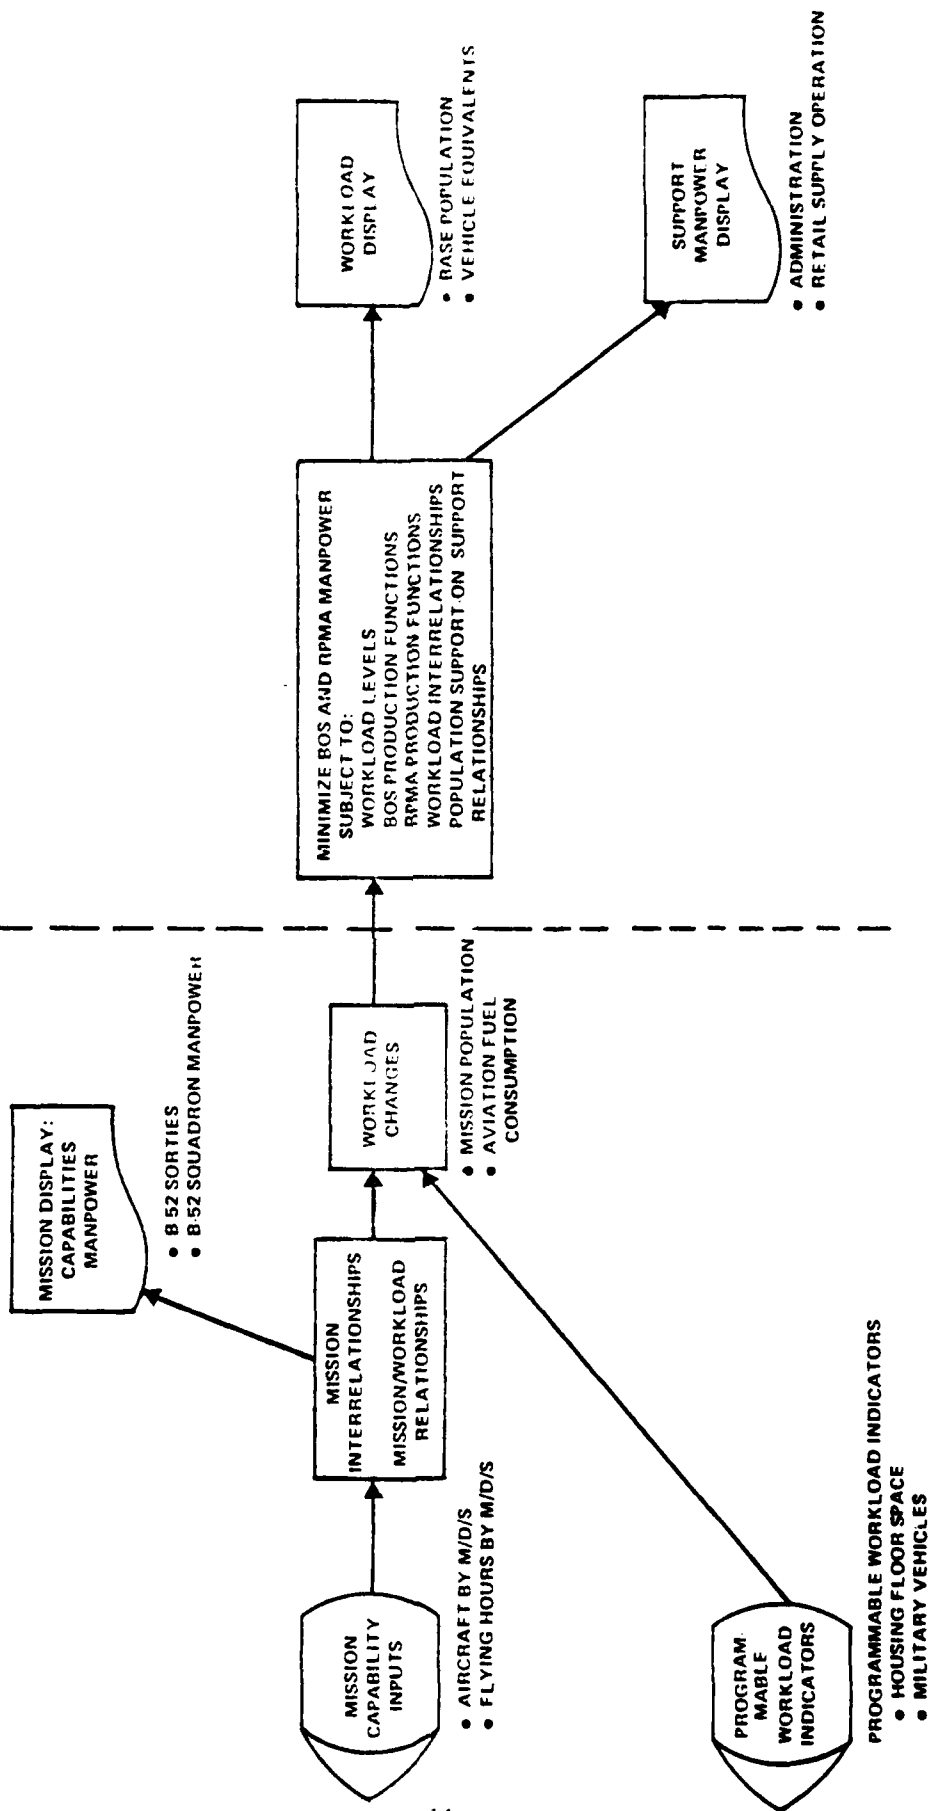 MISSION
CAPABILITY
INPUTS
• AIRCRAFT BY M/D/S
• FLYING HOURS BY M/D/S
PROGRAM-
MABLE
WORKLOAD
INDICATORS
PROGRAMMABLE WORKLOAD INDICATORS
• HOUSING FLOOR SPACE
• MILITARY VEHICLES
MISSION
INTERRELATIONSHIPS
MISSION/WORKLOAD
RELATIONSHIPS
MISSION DISPLAY:
CAPABILITIES
MANPOWER
• B 52 SORTIES
• B-52 SQUADRON MANPOWER
WORKLOAD
CHANGES
• MISSION POPULATION
• AVIATION FUEL
CONSUMPTION
MINIMIZE BOS AND RPMA MANPOWER
SUBJECT TO:
WORKLOAD LEVELS
BOS PRODUCTION FUNCTIONS
RPMA PRODUCTION FUNCTIONS
WORKLOAD INTERRELATIONSHIPS
POPULATION SUPPORT-ON SUPPORT
RELATIONSHIPS
WORKLOAD
DISPLAY
• BASE POPULATION
• VEHICLE EQUIVALENTS
SUPPORT
MANPOWER
DISPLAY
• ADMINISTRATION
• RETAIL SUPPLY OPERATION